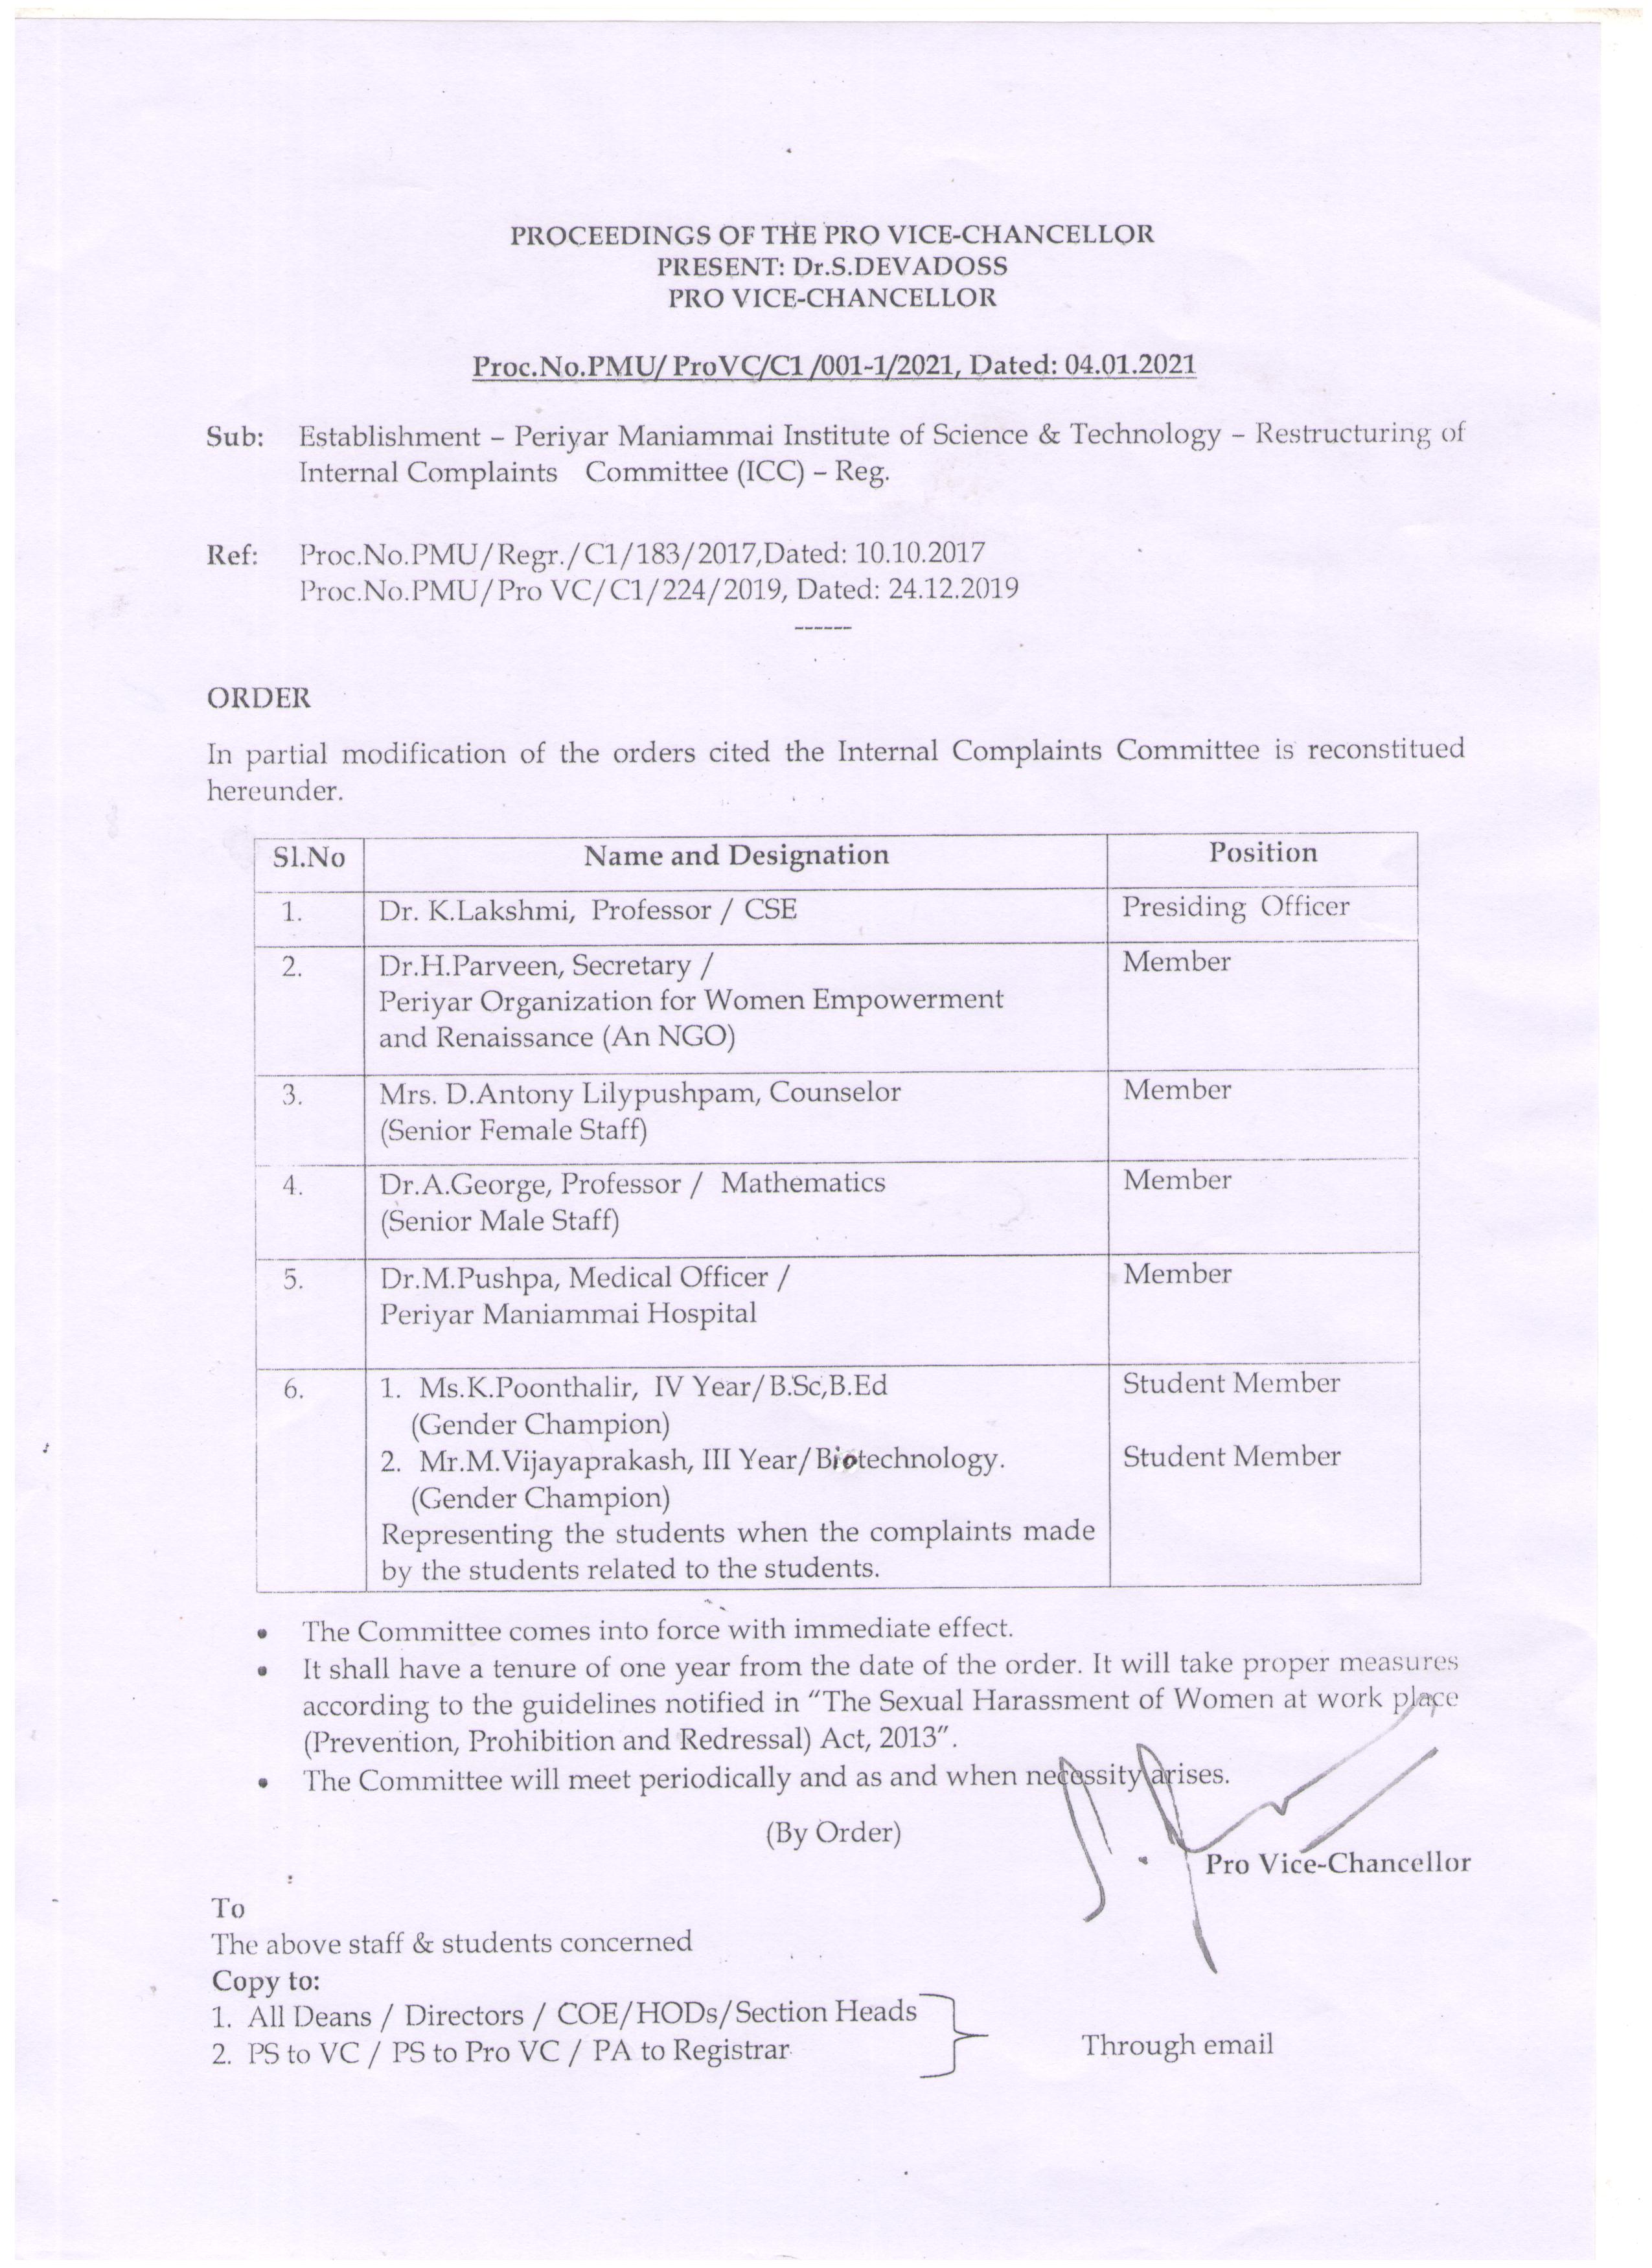 PROCEEDINGS OF THE PRO VICE-CHANCELLOR
PRESENT: Dr.S.DEVADOSS
PRO VICE-CHANCELLOR
Proc.No.PMU/ ProVC/C1 /001-1/2021, Dated: 04.01.2021
Sub: Establishment – Periyar Maniammai Institute of Science & Technology – Restructuring of
Internal Complaints Committee (ICC) – Reg.
Ref: Proc.No.PMU/Regr./C1/183/2017,Dated: 10.10.2017
Proc.No.PMU/Pro VC/C1/224/2019, Dated: 24.12.2019
------
ORDER
In partial modification of the orders cited the Internal Complaints Committee is reconstitued
hereunder.
Sl.No Name and Designation Position
1. Dr. K.Lakshmi, Professor / CSE Presiding Officer
2. Dr.H.Parveen, Secretary / Member
Periyar Organization for Women Empowerment
and Renaissance (An NGO)
3. Mrs. D.Antony Lilypushpam, Counselor Member
(Senior Female Staff)
4. Dr.A.George, Professor / Mathematics Member
(Senior Male Staff)
5. Dr.M.Pushpa, Medical Officer / Member
Periyar Maniammai Hospital
6. 1. Ms.K.Poonthalir, IV Year/B.Sc,B.Ed Student Member
(Gender Champion)
2. Mr.M.Vijayaprakash, III Year/Biotechnology. Student Member
(Gender Champion)
Representing the students when the complaints made
by the students related to the students.
• The Committee comes into force with immediate effect.
• It shall have a tenure of one year from the date of the order. It will take proper measures
according to the guidelines notified in “The Sexual Harassment of Women at work place
(Prevention, Prohibition and Redressal) Act, 2013”.
• The Committee will meet periodically and as and when necessity arises.
(By Order)
Pro Vice-Chancellor
To
The above staff & students concerned
Copy to:
1. All Deans / Directors / COE/HODs/Section Heads
2. PS to VC / PS to Pro VC / PA to Registrar
Through email